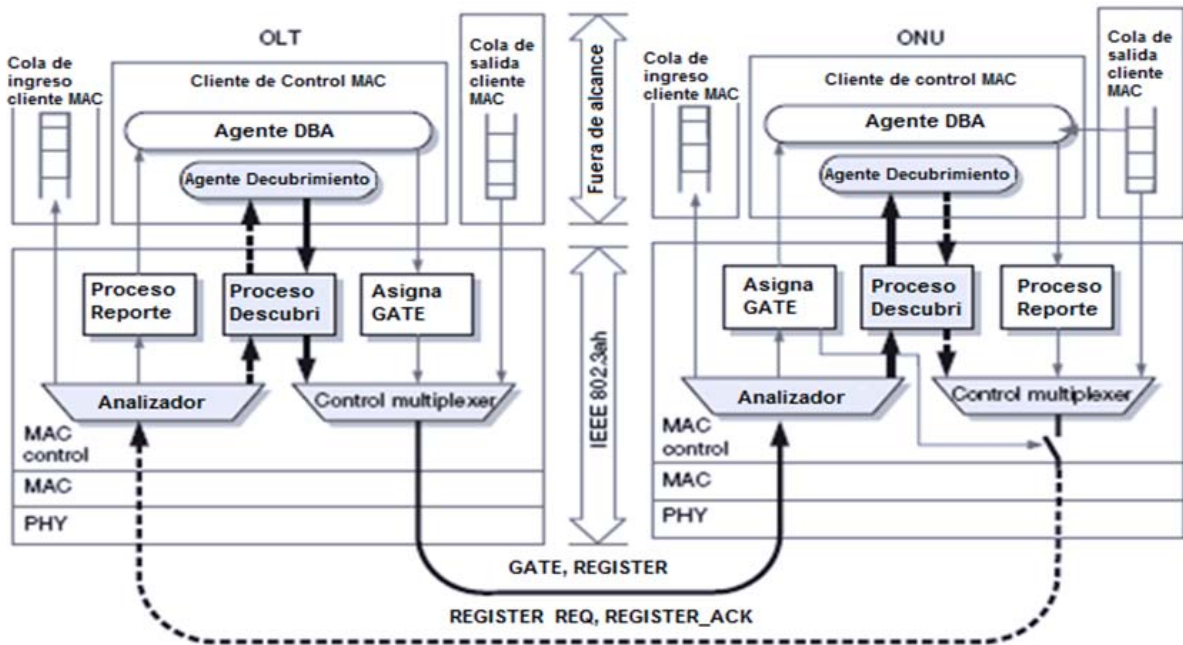 OLT
Cola de
ingreso
cliente MAC
Cliente de Control MAC
Cola de
salida
cliente
MAC
Agente DBA
Agente Decubrimiento
Proceso
Reporte
Proceso
Descubri
Asigna
GATE
Analizador
Control multiplexer
MAC
control
MAC
PHY
Fuera de alcance
IEEE 802.3ah
ONU
Cola de
ingreso
cliente MAC
Cliente de control MAC
Cola de
salida
cliente
MAC
Agente DBA
Agente Decubrimiento
Asigna
GATE
Proceso
Descubri
Proceso
Reporte
Analizador
Control multiplexer
MAC
control
MAC
PHY
GATE, REGISTER
REGISTER REQ, REGISTER_ACK